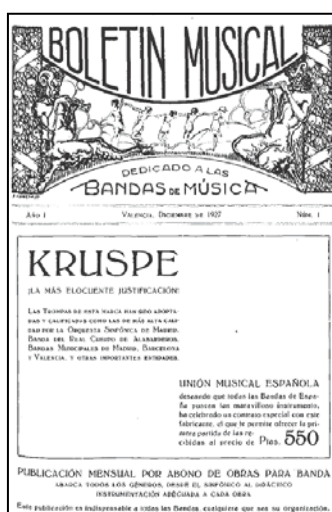 BOLETIN MUSICAL
DEDICADO A LAS
BANDAS DE MÚSICA
Año I Valencia, Diciembre de 1927 Núm. 1
KRUSPE
¡LA MÁS ELOCUENTE JUSTIFICACIÓN!
Las Trompas de esta marca han sido adopta-
das y calificadas como las de más alta cali-
dad por la Orquesta Sinfónica de Madrid,
Banda del Real Cuerpo de Alabarderos,
Bandas Municipales de Madrid, Barcelona
y Valencia, y otras importantes entidades.
UNIÓN MUSICAL ESPAÑOLA
deseando que todas las Bandas de Espa-
ña posean tan maravilloso instrumento,
ha celebrado un contrato especial con este
fabricante, el que le permite ofrecer la pri-
mera partida de las re-
cibidas al precio de Ptas. 550
PUBLICACIÓN MENSUAL POR ABONO DE OBRAS PARA BANDA
ABARCA TODOS LOS GÉNEROS, DESDE EL SINFÓNICO AL DIDÁCTICO
INSTRUMENTACIÓN ADECUADA A CADA OBRA
Esta publicación es indispensable a todas las Bandas, cualquiera que sea su organización.